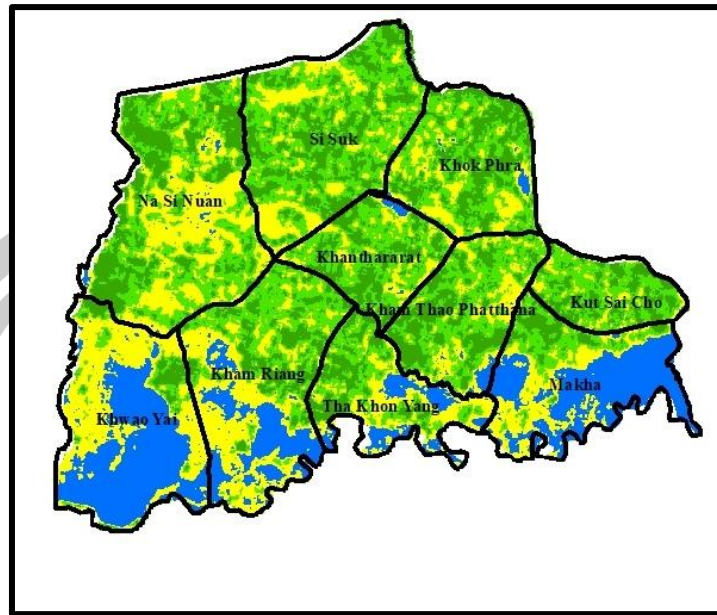 Si Suk
Khok Phra
Na Si Nuan
Khanthararat
Kham Thao Phatthana
Kut Sai Cho
Kham Riang
Makha
Tha Khon Yang
Khwao Yai